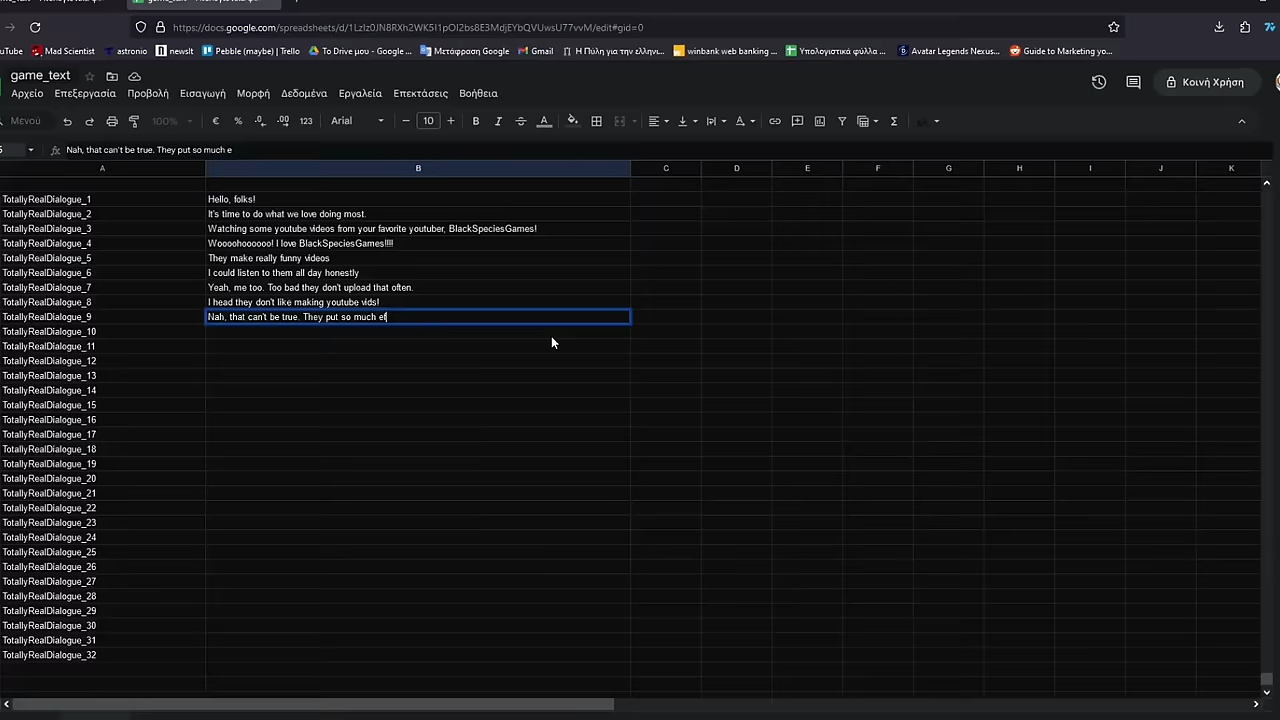 https://docs.google.com/spreadsheets/d/1LzIz0JN8RXh2WK5I1pOI2bs8E3MdjEYbQVUwsU77vvM/edit#gid=0
uTube Mad Scientist astronio newsIt Pebble (maybe) | Trello Το Drive μου - Google ... Μετάφραση Google Gmail Η Πύλη για την ελλην... winbank web banking ... Υπολογιστικά φύλλα ... Avatar Legends Nexus... Guide to Marketing yo...
game_text
Κοινή Χρήση
Αρχείο Επεξεργασία Προβολή Εισαγωγή Μορφή Δεδομένα Εργαλεία Επεκτάσεις Βοήθεια
Μενού 100% € % .0 .00 123 Arial 10 B I A
Nah, that can't be true. They put so much e
A B C D E F G H I J K
TotallyRealDialogue_1 Hello, folks!
TotallyRealDialogue_2 It's time to do what we love doing most.
TotallyRealDialogue_3 Watching some youtube videos from your favorite youtuber, BlackSpeciesGames!
TotallyRealDialogue_4 Woooohoooooo! I love BlackSpeciesGames!!!!
TotallyRealDialogue_5 They make really funny videos
TotallyRealDialogue_6 I could listen to them all day honestly
TotallyRealDialogue_7 Yeah, me too. Too bad they don't upload that often.
TotallyRealDialogue_8 I head they don't like making youtube vids!
TotallyRealDialogue_9 Nah, that can't be true. They put so much ef
TotallyRealDialogue_10
TotallyRealDialogue_11
TotallyRealDialogue_12
TotallyRealDialogue_13
TotallyRealDialogue_14
TotallyRealDialogue_15
TotallyRealDialogue_16
TotallyRealDialogue_17
TotallyRealDialogue_18
TotallyRealDialogue_19
TotallyRealDialogue_20
TotallyRealDialogue_21
TotallyRealDialogue_22
TotallyRealDialogue_23
TotallyRealDialogue_24
TotallyRealDialogue_25
TotallyRealDialogue_26
TotallyRealDialogue_27
TotallyRealDialogue_28
TotallyRealDialogue_29
TotallyRealDialogue_30
TotallyRealDialogue_31
TotallyRealDialogue_32